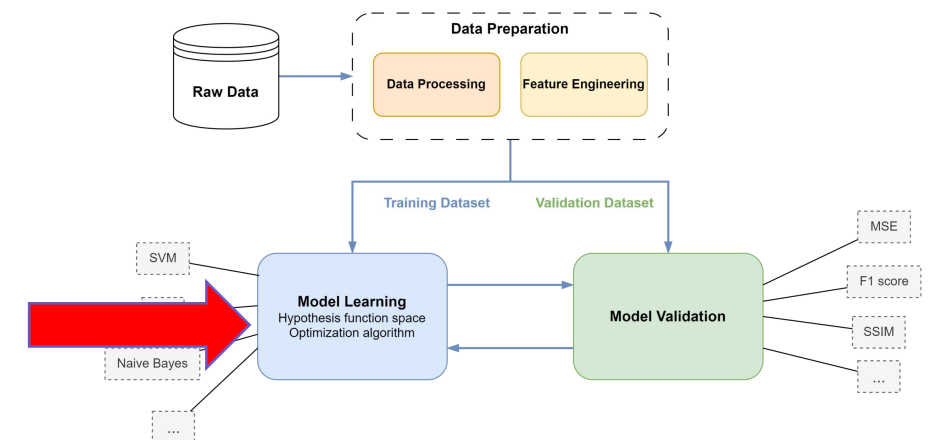 Data Preparation
Raw Data
Data Processing
Feature Engineering
Training Dataset
Validation Dataset
SVM
Naive Bayes
...
Model Learning
Hypothesis function space
Optimization algorithm
Model Validation
MSE
F1 score
SSIM
...